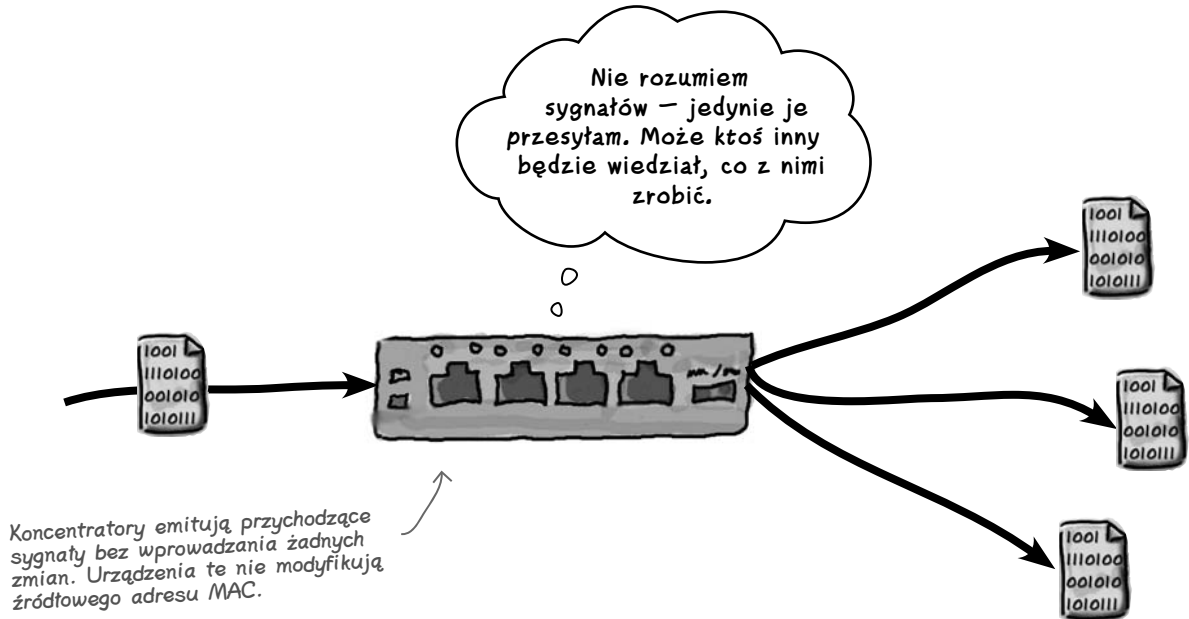 Nie rozumiem
sygnałów – jedynie je
przesyłam. Może ktoś inny
będzie wiedział, co z nimi
zrobić.
1001
1110100
001010
1010111
1001
1110100
001010
1010111
1001
1110100
001010
1010111
1001
1110100
001010
1010111
Koncentratory emitują przychodzące
sygnały bez wprowadzania żadnych
zmian. Urządzenia te nie modyfikują
źródłowego adresu MAC.